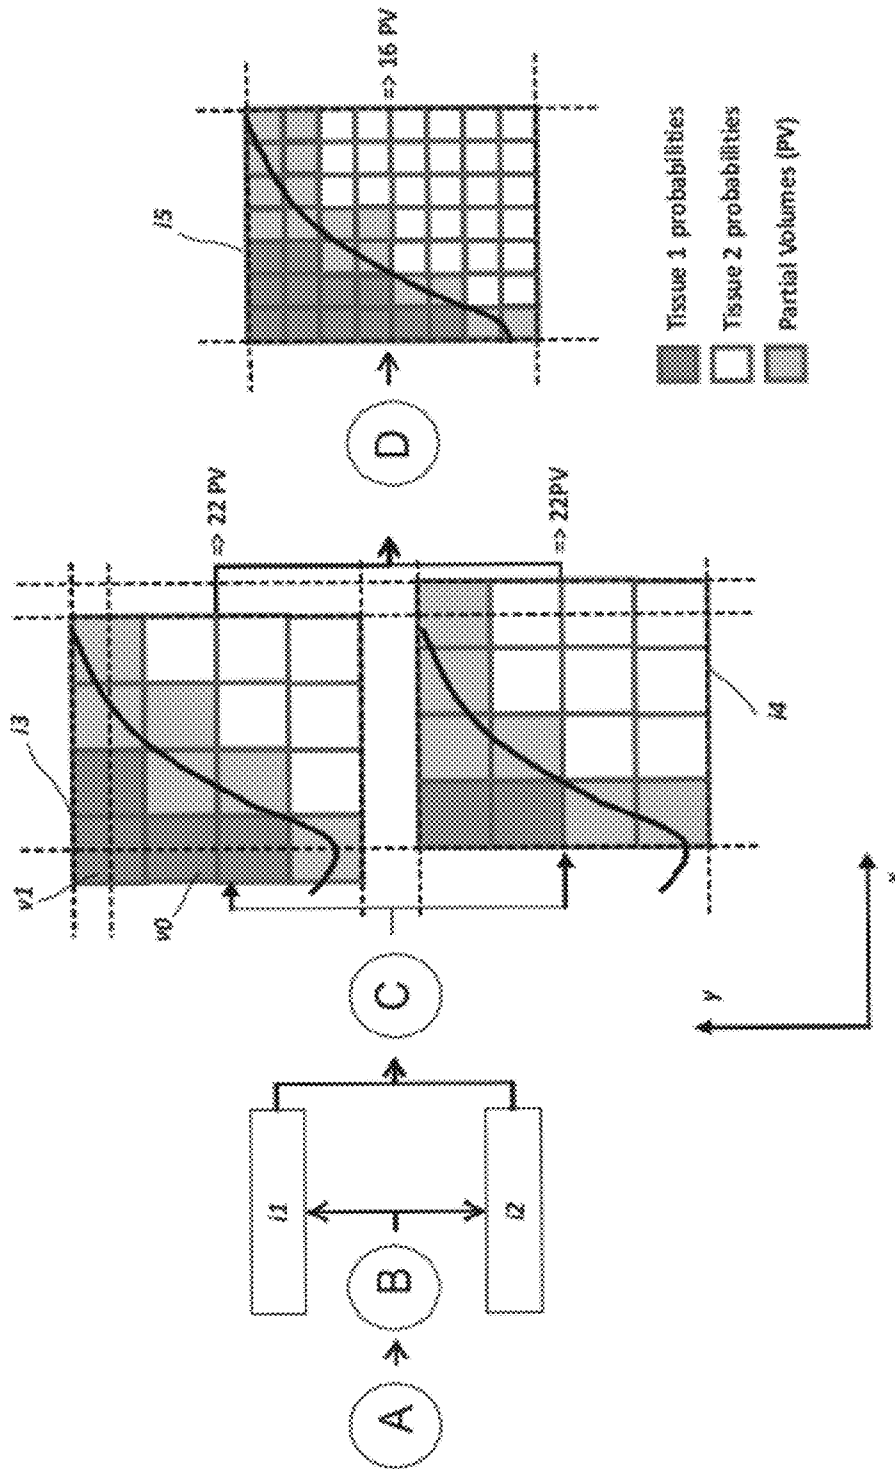 A
B
i1
i2
C
v1
v0
i3
=> 22 PV
i4
=> 22PV
y
x
D
i5
=> 16 PV
Tissue 1 probabilities
Tissue 2 probabilities
Partial Volumes (PV)